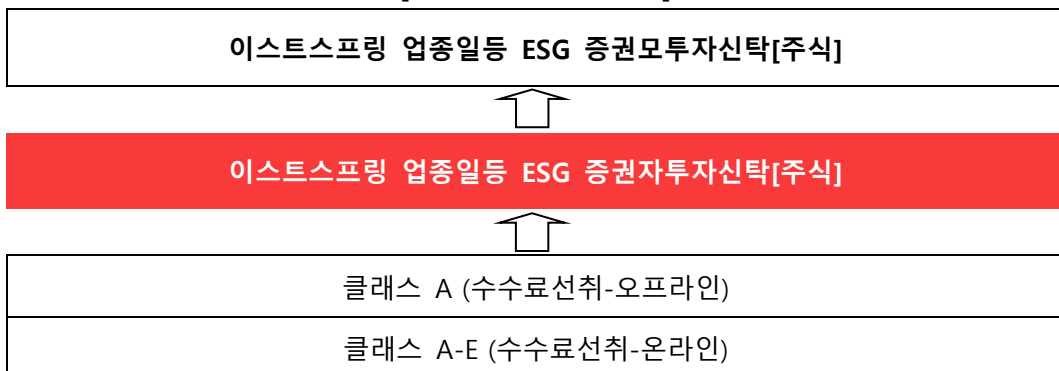 이스트스프링 업종일등 ESG 증권모투자신탁[주식]
이스트스프링 업종일등 ESG 증권자투자신탁[주식]
클래스 A (수수료선취-오프라인)
클래스 A-E (수수료선취-온라인)